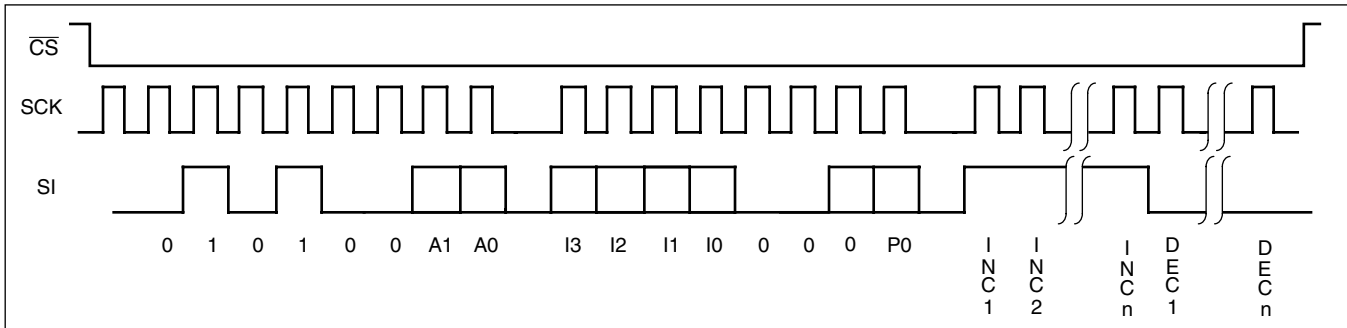 CS
SCK
SI
0 1 0 1 0 0 A1 A0 I3 I2 I1 I0 0 0 0 P0
INC1 INC2 INCn DEC1 DECn